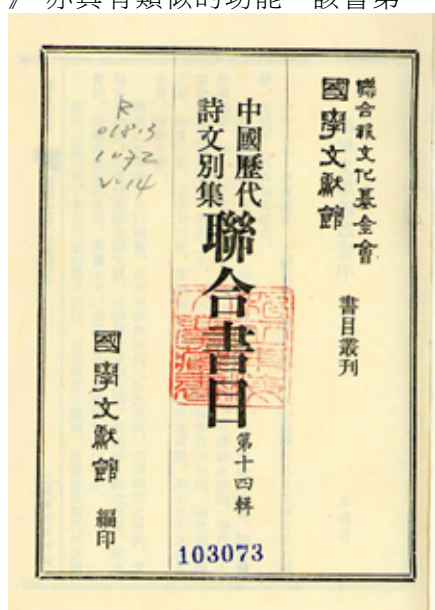 》亦具有類似的功能，該書第
聯合報文化基金會
國學文獻館
書目叢刊
中國歷代
詩文別集
聯合書目
第十四輯
R
018.3
1072
V.14
國學文獻館
編印
103073